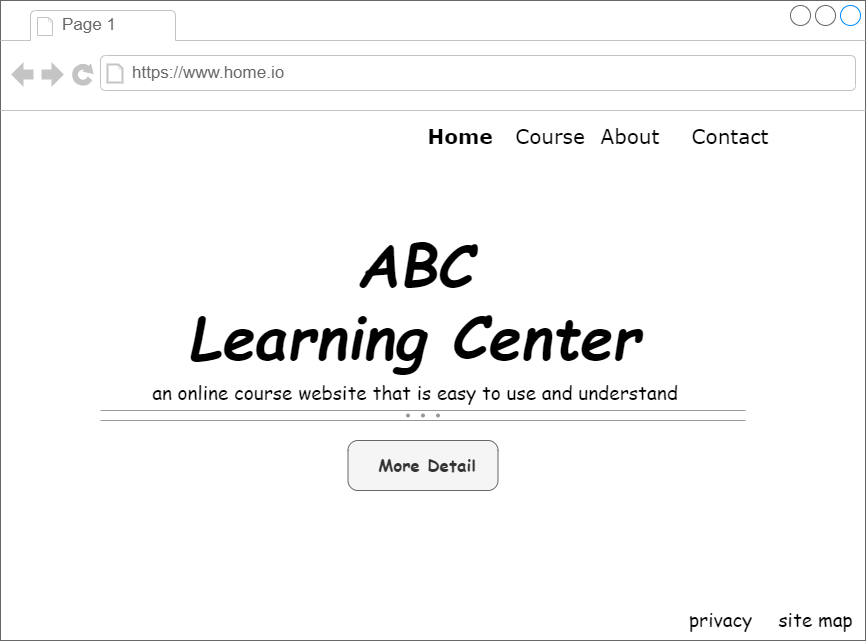 Page 1
https://www.home.io
Home Course About Contact
ABC
Learning Center
an online course website that is easy to use and understand
More Detail
privacy site map